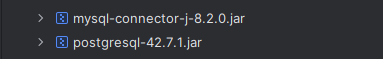 mysql-connector-j-8.2.0.jar
postgresql-42.7.1.jar